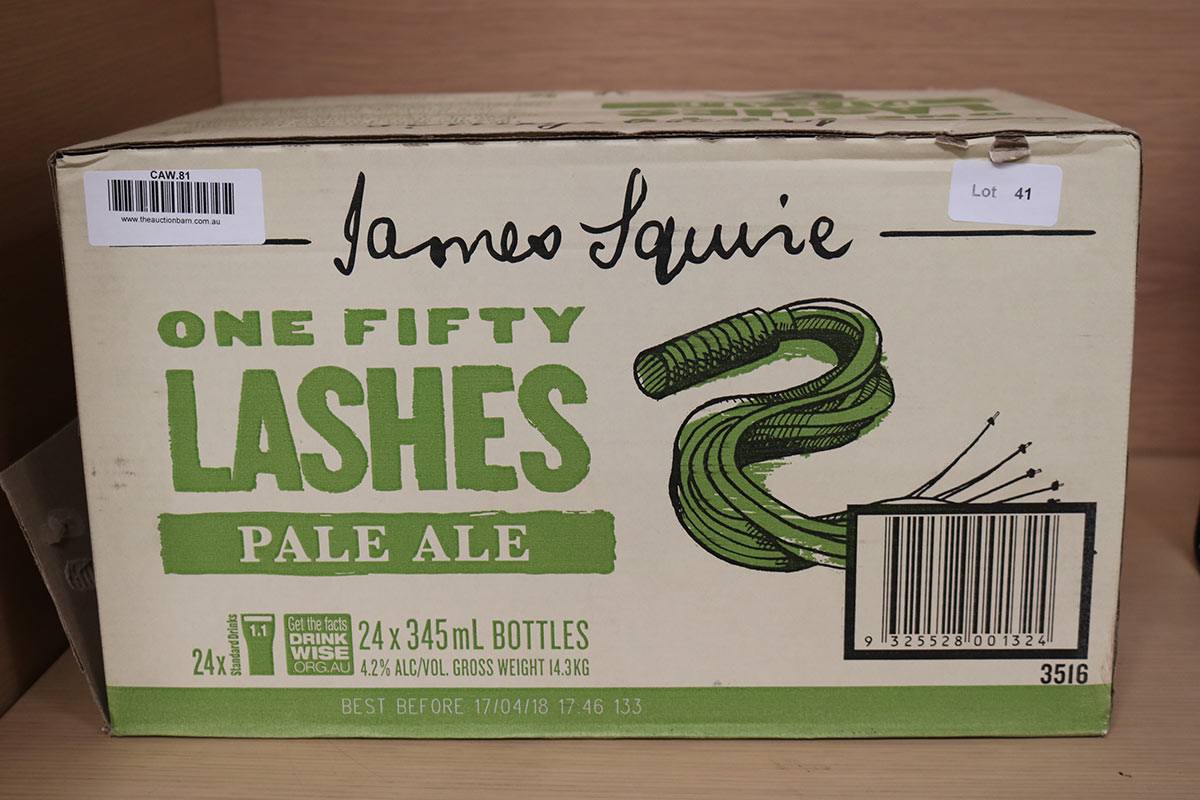 CAW.81
www.theauctionbarn.com.au
Lot 41
James Squire
ONE FIFTY
LASHES
PALE ALE
24x
Standard Drinks
1.1
Get the facts
DRINK
WISE
ORG.AU
24 x 345mL BOTTLES
4.2% ALC/VOL. GROSS WEIGHT 14.3KG
9 325528 001324
3516
BEST BEFORE 17/04/18 17:46 133